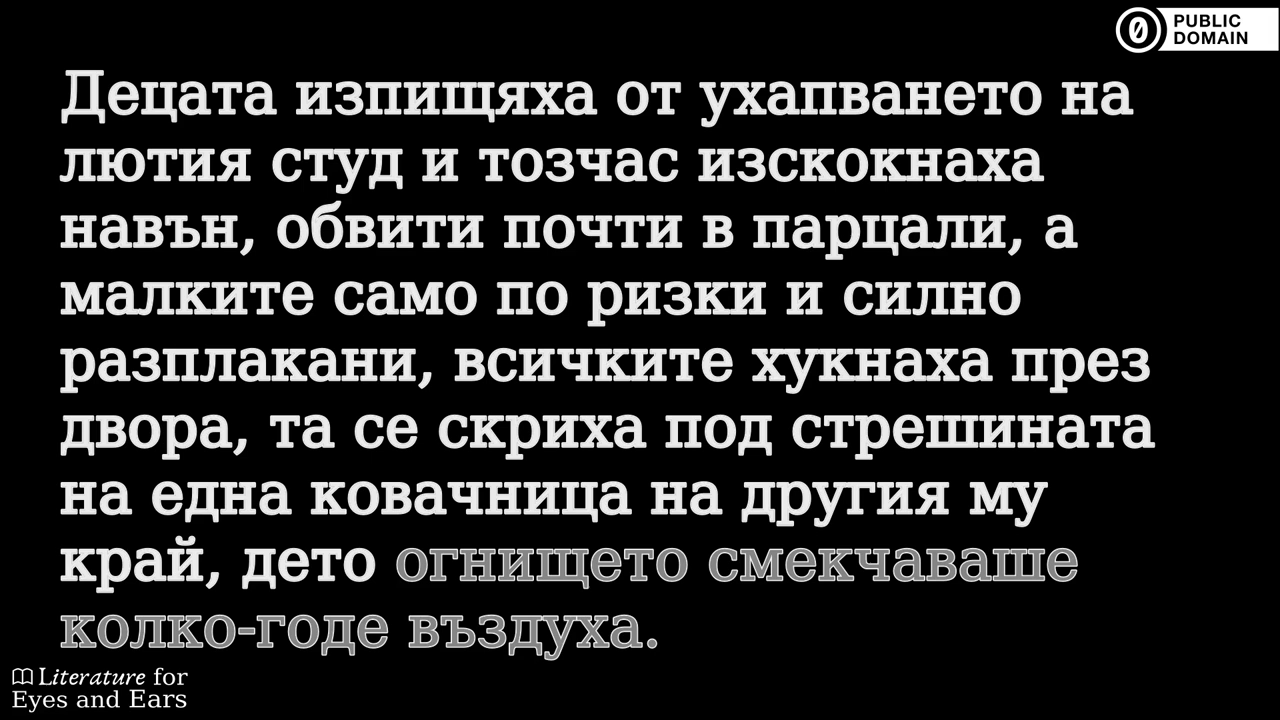 PUBLIC
DOMAIN
Децата изпищяха от ухапването на
лютия студ и тозчас изскокнаха
навън, обвити почти в парцали, а
малките само по ризки и силно
разплакани, всичките хукнаха през
двора, та се скриха под стрешината
на една ковачница на другия му
край, дето огнището смекчаваше
колко-годе въздуха.
Literature for
Eyes and Ears